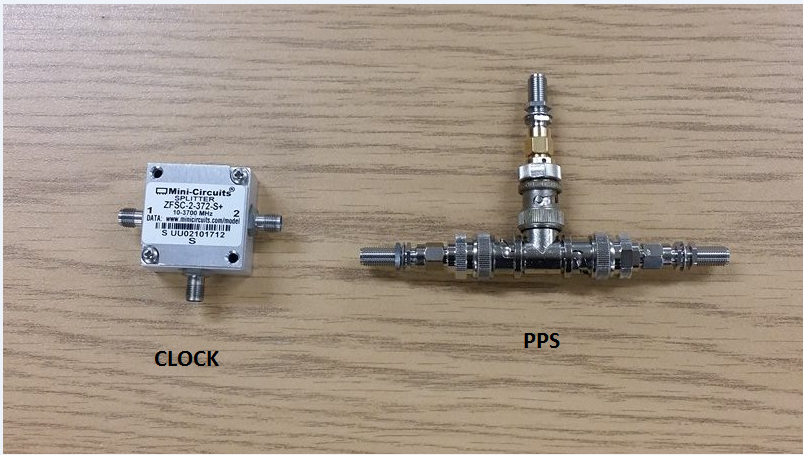 Mini-Circuits®
SPLITTER
ZFSC-2-372-S+
10-3700 MHz
1
2
DATA: www.minicircuits.com/model
S UU02101712
S
CLOCK
PPS